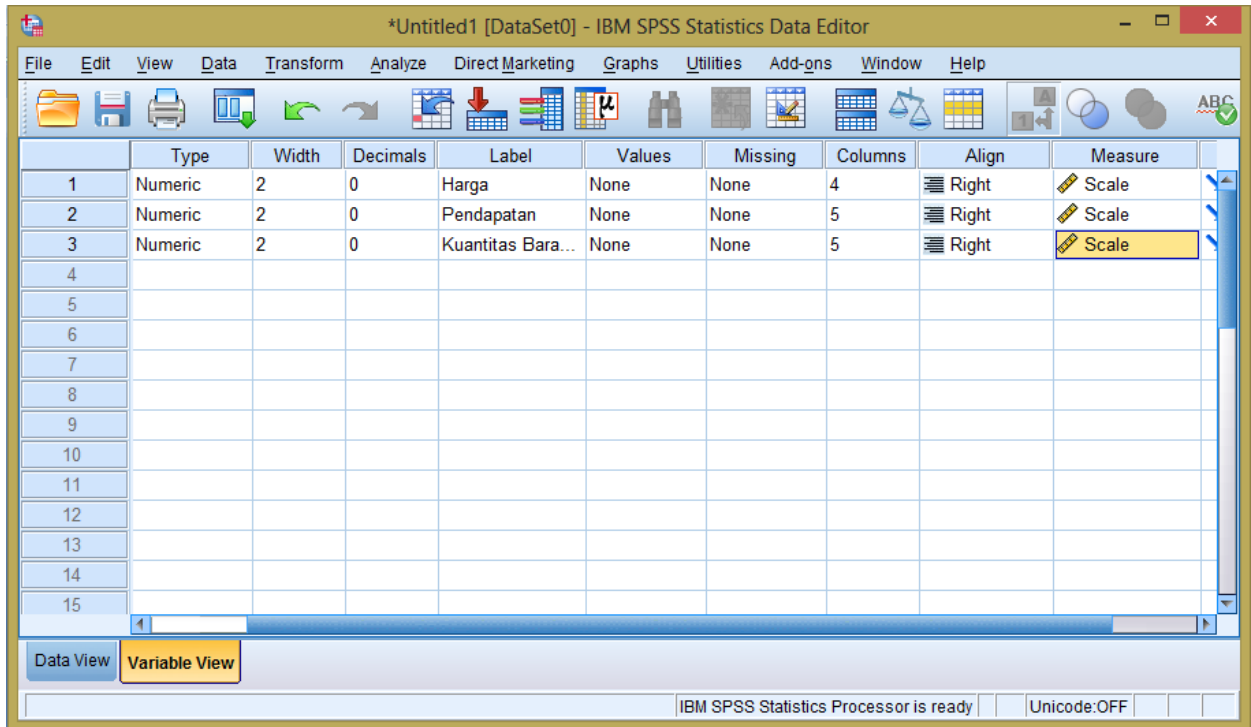 *Untitled1 [DataSet0] - IBM SPSS Statistics Data Editor
File Edit View Data Transform Analyze Direct Marketing Graphs Utilities Add-ons Window Help
µ A 1 ABC
Type Width Decimals Label Values Missing Columns Align Measure
1 Numeric 2 0 Harga None None 4 Right Scale
2 Numeric 2 0 Pendapatan None None 5 Right Scale
3 Numeric 2 0 Kuantitas Bara... None None 5 Right Scale
4
5
6
7
8
9
10
11
12
13
14
15
Data View Variable View
IBM SPSS Statistics Processor is ready Unicode:OFF